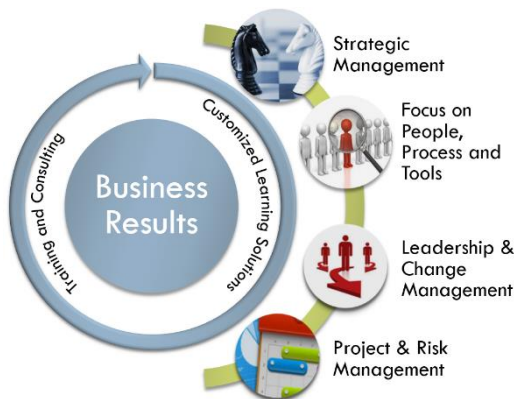 Business
Results
Training and Consulting
Customized Learning Solutions
Strategic
Management
Focus on
People,
Process and
Tools
Leadership &
Change
Management
Project & Risk
Management